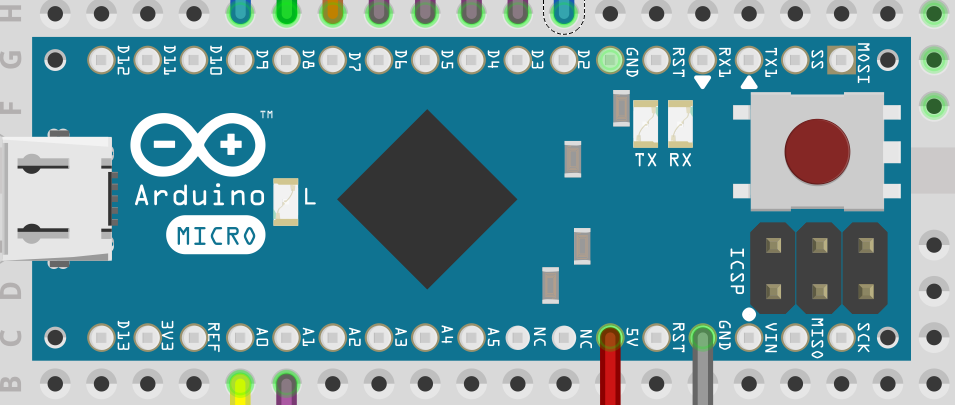 H
G
F
C
B
D12 D11 D10 D9 D8 D7 D6 D5 D4 D3 D2 GND RST RX1 TX1 SS MOSI
TM
TX RX
Arduino
L
MICRO
ICSP
D13 3V3 REF A0 A1 A2 A3 A4 A5 NC NC 5V RST GND VIN MISO SCK